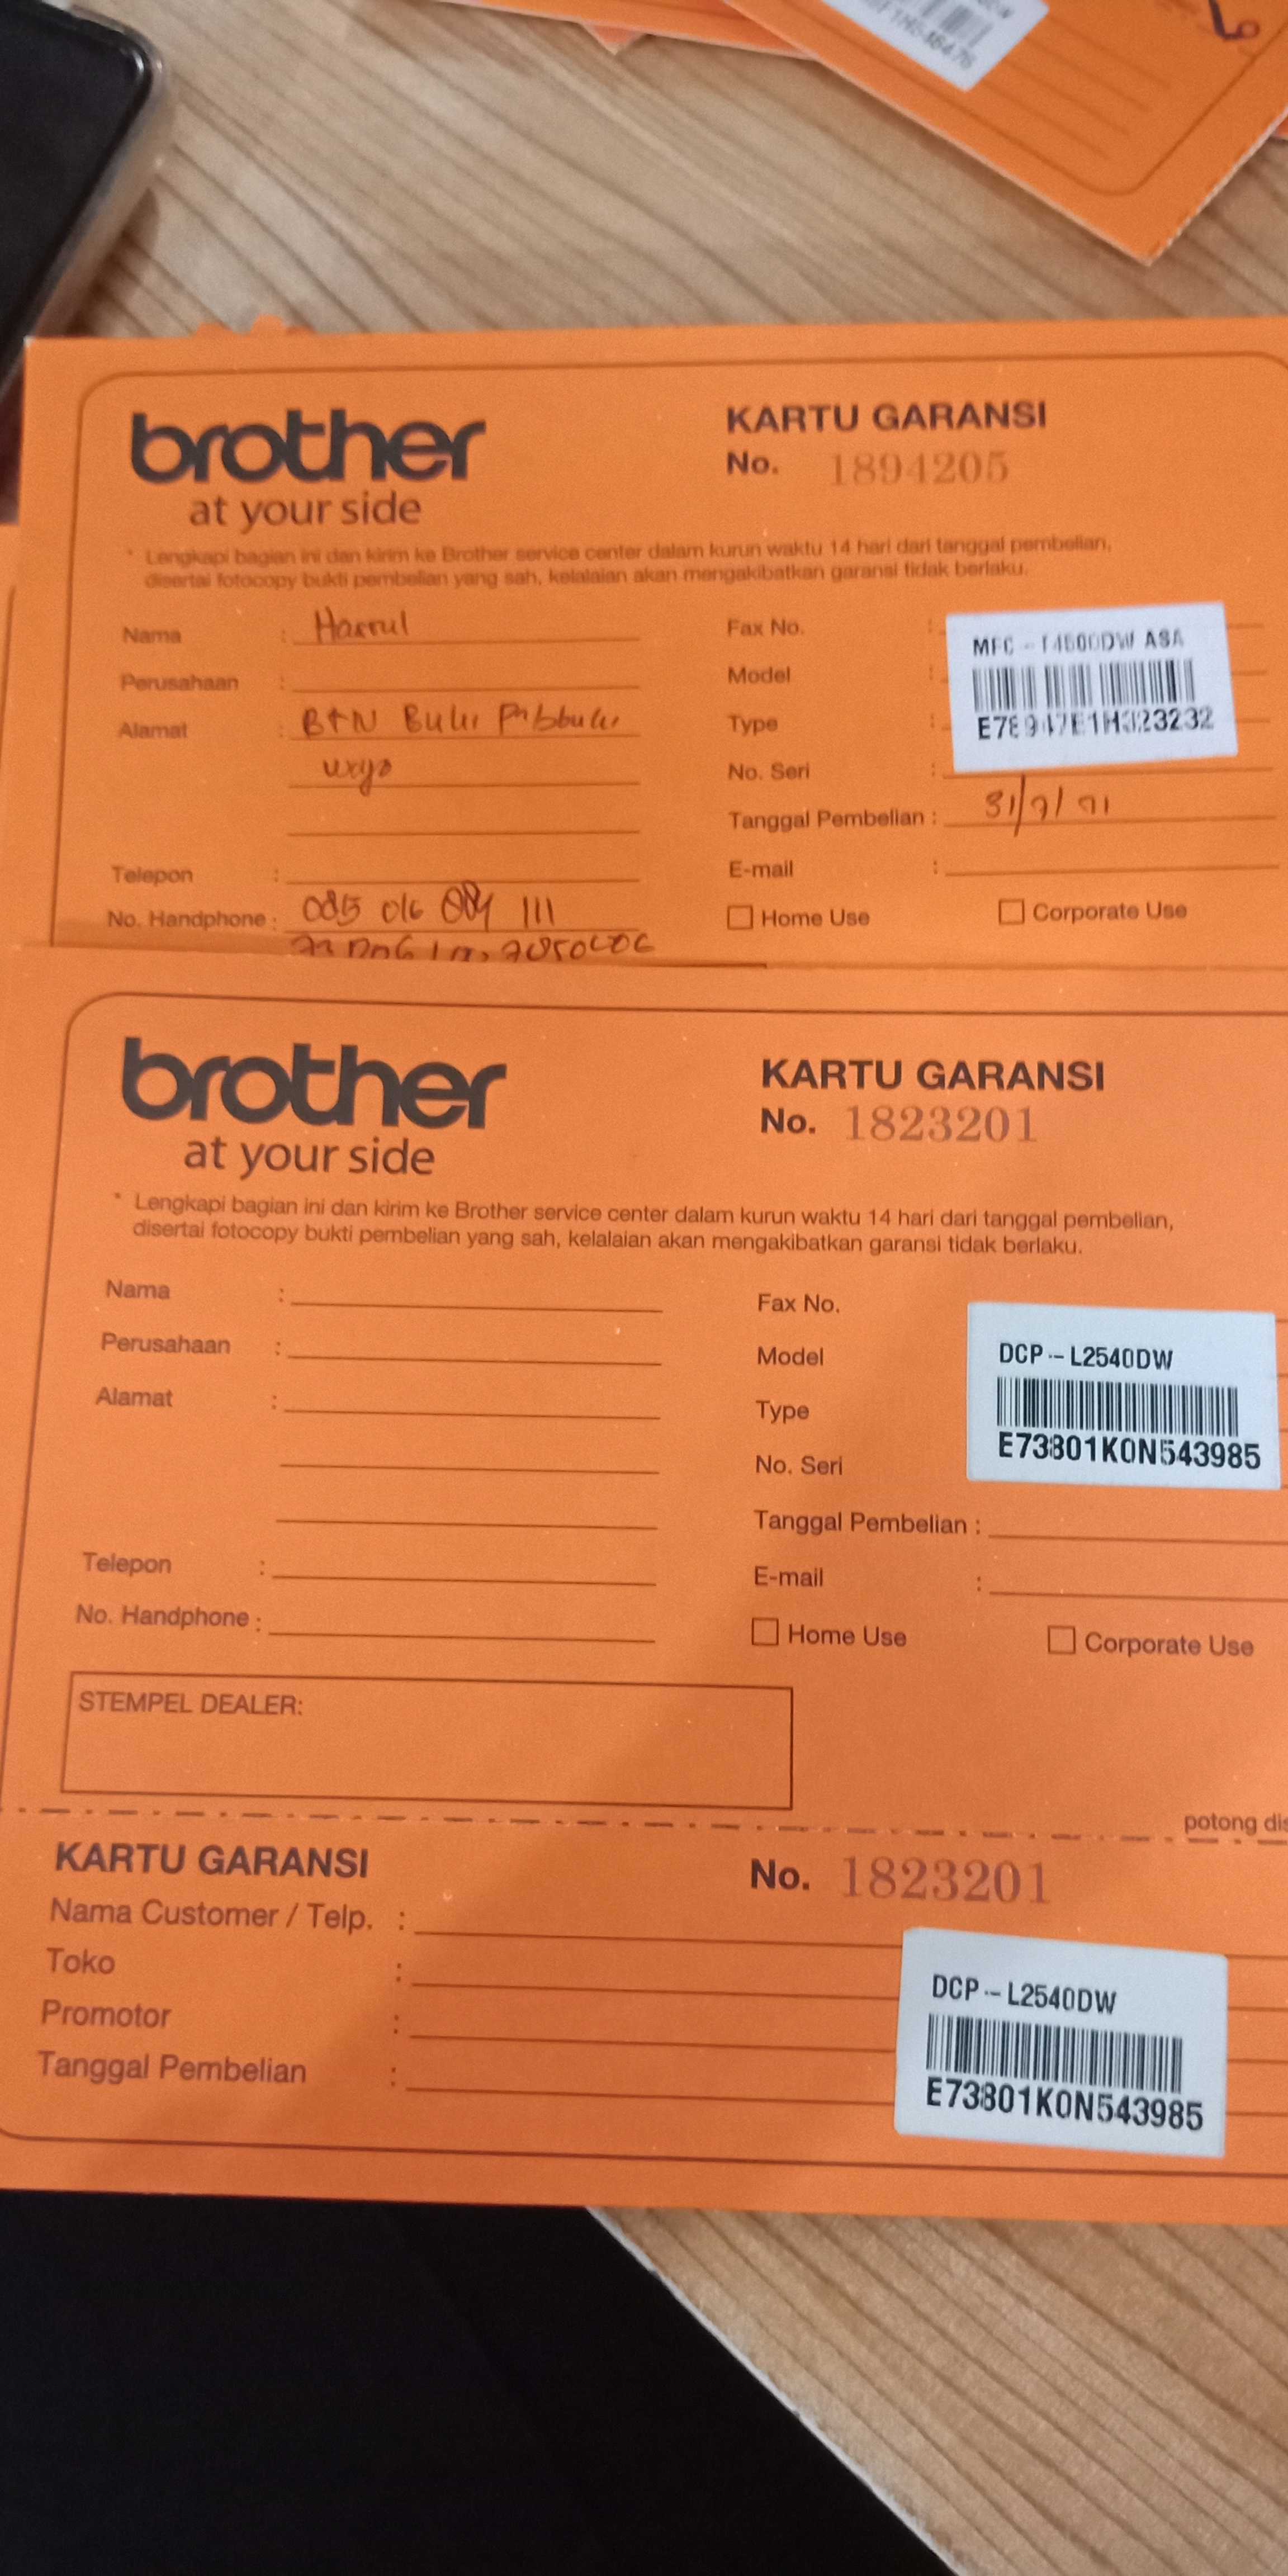 brother
at your side
KARTU GARANSI
No. 1894205
* Lengkapi bagian ini dan kirim ke Brother service center dalam kurun waktu 14 hari dari tanggal pembelian,
disertai fotocopy bukti pembelian yang sah, kelalaian akan mengakibatkan garansi tidak berlaku.
Nama :
Perusahaan :
Alamat : BTN
Telepon :
No. Handphone : 085 016 084 111
Fax No. :
Model :
Type :
No. Seri :
Tanggal Pembelian :
E-mail :
Home Use
Corporate Use
brother
at your side
KARTU GARANSI
No. 1823201
* Lengkapi bagian ini dan kirim ke Brother service center dalam kurun waktu 14 hari dari tanggal pembelian,
disertai fotocopy bukti pembelian yang sah, kelalaian akan mengakibatkan garansi tidak berlaku.
Nama :
Perusahaan :
Alamat :
Telepon :
No. Handphone :
Fax No.
Model
Type
No. Seri
DCP -- L2540DW
E73801K0N543985
Tanggal Pembelian :
E-mail :
Home Use
Corporate Use
STEMPEL DEALER:
potong
KARTU GARANSI
No. 1823201
Nama Customer / Telp. :
Toko :
Promotor :
Tanggal Pembelian :
DCP -- L2540DW
E73801K0N543985